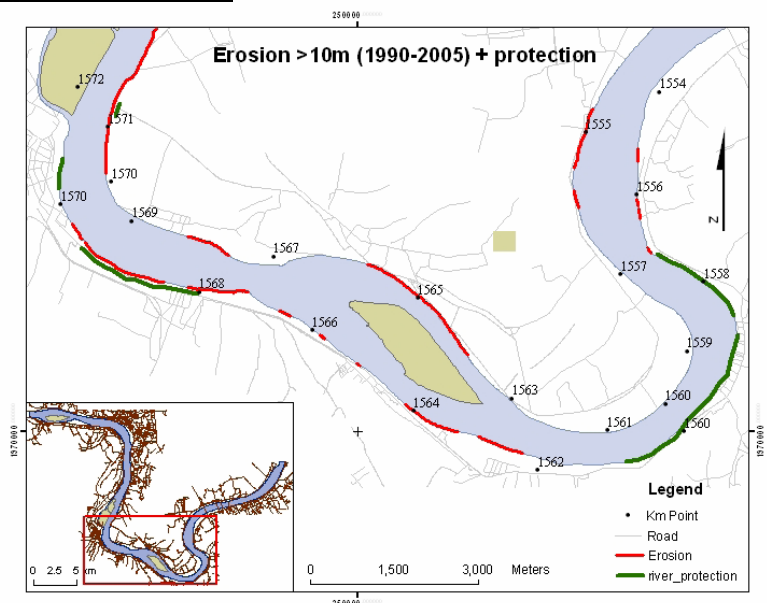 250000
Erosion >10m (1990-2005) + protection
1572
1554
1571
1555
1570
1556
1570
1569
1567
1557
1558
1568
1565
1566
1559
1563
1564
1560
1561
1560
1562
197000
197000
N
Legend
Km Point
Road
Erosion
river_protection
0 2.5 5 km
0 1,500 3,000 Meters
250000